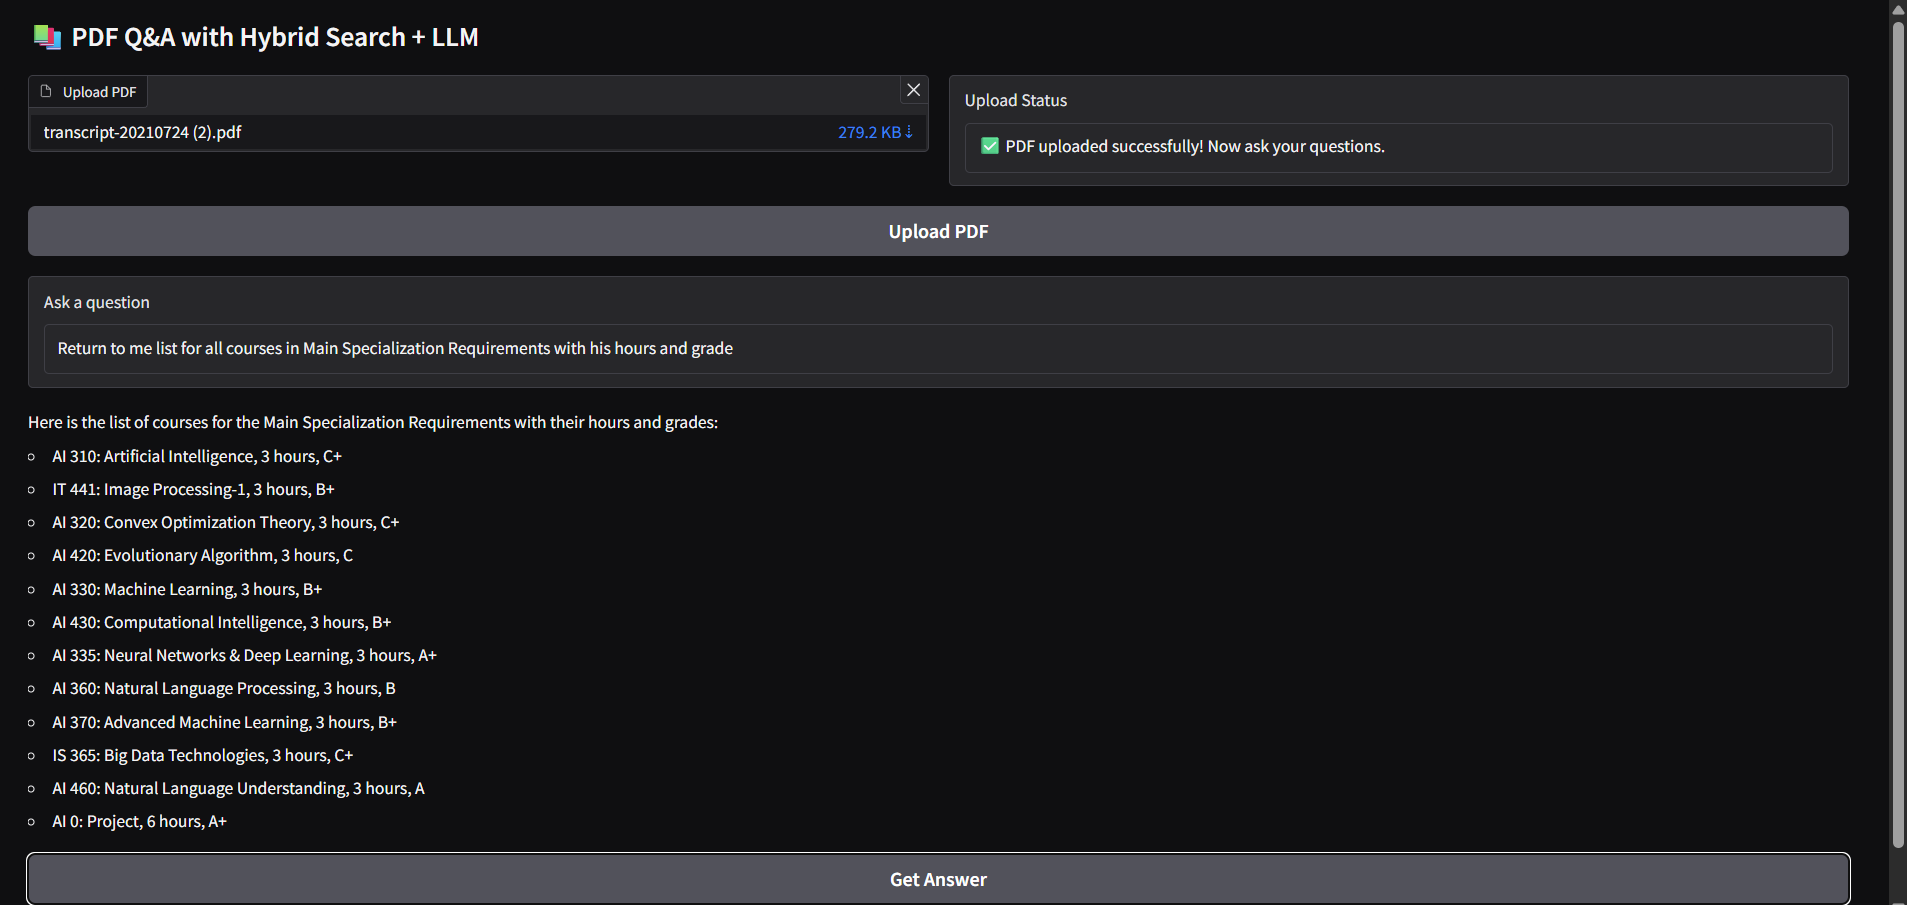 📚 PDF Q&A with Hybrid Search + LLM
Upload PDF
transcript-20210724 (2).pdf
279.2 KB ↓
Upload Status
✅ PDF uploaded successfully! Now ask your questions.
Upload PDF
Ask a question
Return to me list for all courses in Main Specialization Requirements with his hours and grade
Here is the list of courses for the Main Specialization Requirements with their hours and grades:
AI 310: Artificial Intelligence, 3 hours, C+
IT 441: Image Processing-1, 3 hours, B+
AI 320: Convex Optimization Theory, 3 hours, C+
AI 420: Evolutionary Algorithm, 3 hours, C
AI 330: Machine Learning, 3 hours, B+
AI 430: Computational Intelligence, 3 hours, B+
AI 335: Neural Networks & Deep Learning, 3 hours, A+
AI 360: Natural Language Processing, 3 hours, B
AI 370: Advanced Machine Learning, 3 hours, B+
IS 365: Big Data Technologies, 3 hours, C+
AI 460: Natural Language Understanding, 3 hours, A
AI 0: Project, 6 hours, A+
Get Answer